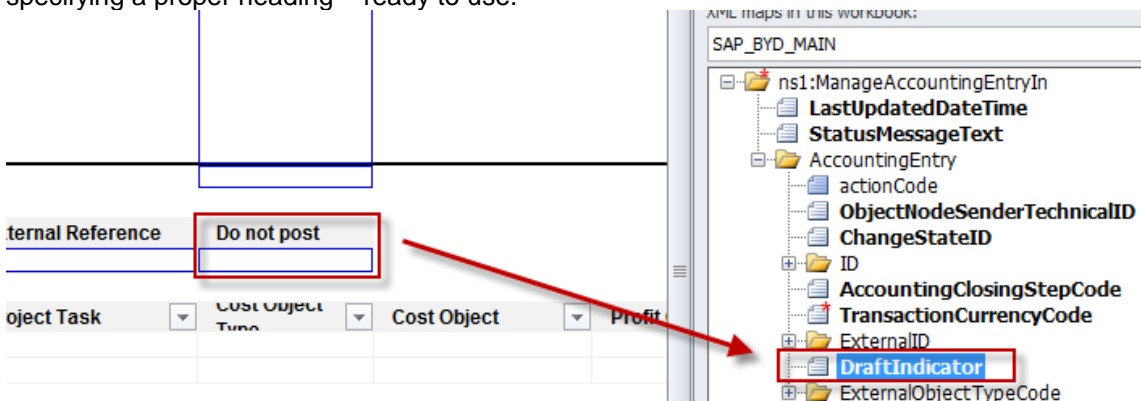 specifying a proper heading – ready to use.
XML maps in this workbook:
SAP_BYD_MAIN
ns1:ManageAccountingEntryIn
LastUpdatedDateTime
StatusMessageText
AccountingEntry
actionCode
ObjectNodeSenderTechnicalID
ChangeStateID
ID
AccountingClosingStepCode
TransactionCurrencyCode
ExternalID
DraftIndicator
ExternalObjectTypeCode
ternal Reference Do not post
oject Task Cost Object Type Cost Object Profit